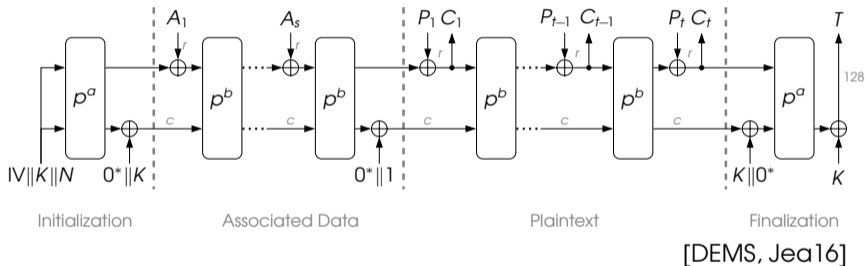 A₁ Aₛ P₁ C₁ Pₜ₋₁ Cₜ₋₁ Pₜ Cₜ T
r r r r r
pᵃ pᵇ pᵇ pᵇ pᵇ pᵃ 128
c c c c c
IV‖K‖N 0*‖K 0*‖1 K‖0* K
Initialization Associated Data Plaintext Finalization
[DEMS, Jea16]